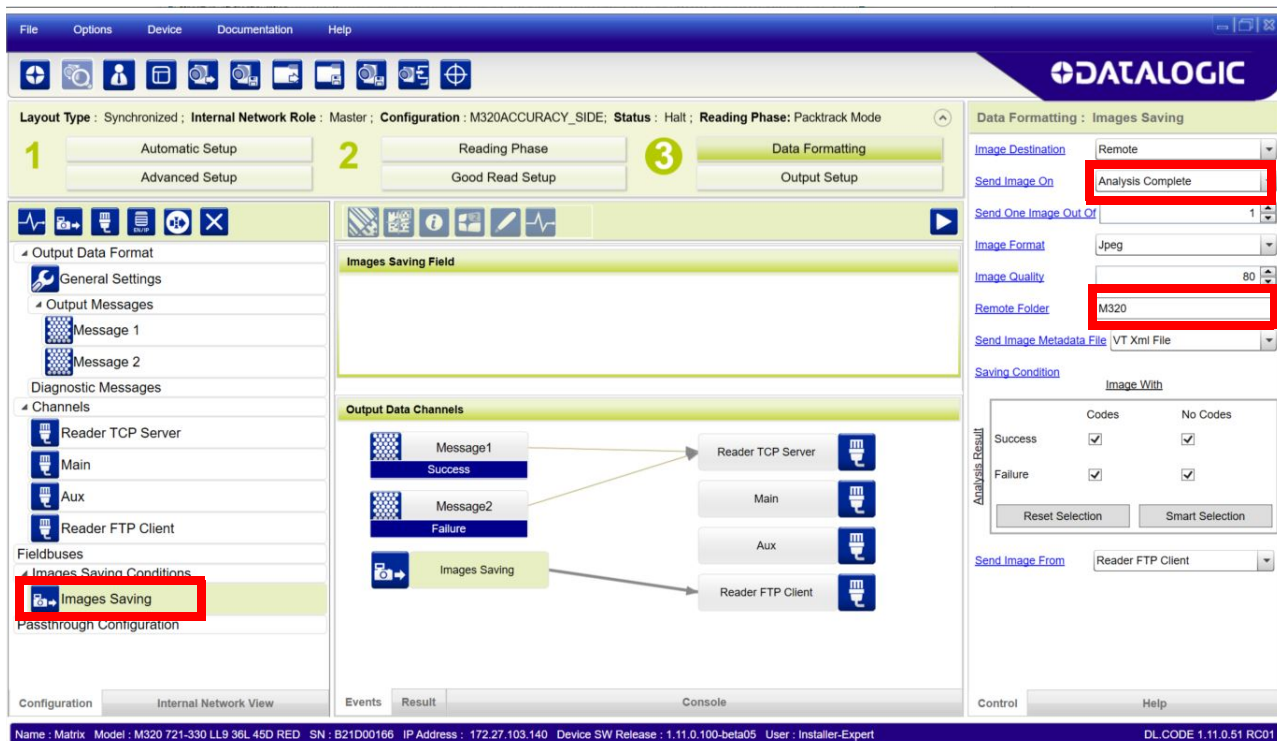 File Options Device Documentation Help
DATALOGIC
Layout Type : Synchronized ; Internal Network Role : Master ; Configuration : M320ACCURACY_SIDE; Status : Halt ; Reading Phase: Packtrack Mode
1
Automatic Setup
Advanced Setup
2
Reading Phase
Good Read Setup
3
Data Formatting
Output Setup
Output Data Format
General Settings
Output Messages
Message 1
Message 2
Diagnostic Messages
Channels
Reader TCP Server
Main
Aux
Reader FTP Client
Fieldbuses
Images Saving Conditions
Images Saving
Passthrough Configuration
Configuration Internal Network View
Images Saving Field
Output Data Channels
Message1
Success
Message2
Failure
Images Saving
Reader TCP Server
Main
Aux
Reader FTP Client
Events Result Console
Data Formatting : Images Saving
Image Destination Remote
Send Image On Analysis Complete
Send One Image Out Of 1
Image Format Jpeg
Image Quality 80
Remote Folder M320
Send Image Metadata File VT Xml File
Saving Condition
Image With
Codes No Codes
Analysis Result
Success
Failure
Reset Selection Smart Selection
Send Image From Reader FTP Client
Control Help
Name : Matrix Model : M320 721-330 LL9 36L 45D RED SN : B21D00166 IP Address : 172.27.103.140 Device SW Release : 1.11.0.100-beta05 User : Installer-Expert DL.CODE 1.11.0.51 RC01